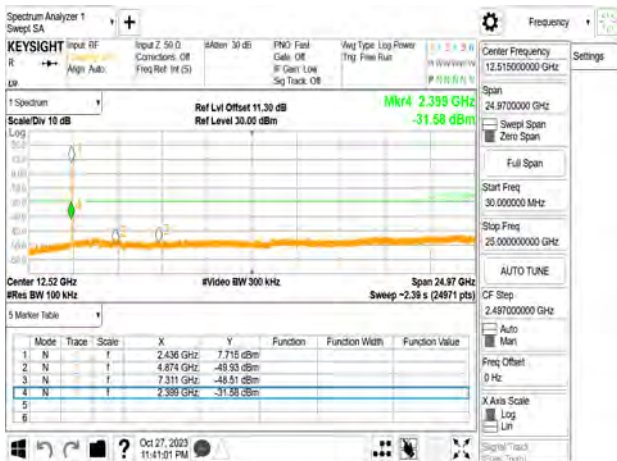 Spectrum Analyzer 1
Swept SA
Frequency
KEYSIGHT
Input: RF
Input Z: 50 Ω
#Atten: 30 dB
PNO: Fast
Avg Type: Log Power
R
Corrections: Off
Gate: Off
Trig: Free Run
Align: Auto
Freq Ref: Int (S)
IF Gain: Low
Sig Track: Off
Center Frequency
12.515000000 GHz
Settings
1 Spectrum
Ref Lvl Offset 11.30 dB
Mkr4 2.399 GHz
Scale/Div 10 dB
Ref Level 30.00 dBm
-31.58 dBm
Log
Span
24.9700000 GHz
Swept Span
Zero Span
Full Span
Start Freq
30.000000 MHz
Stop Freq
25.000000000 GHz
AUTO TUNE
Center 12.52 GHz
#Video BW 300 kHz
Span 24.97 GHz
#Res BW 100 kHz
Sweep ~2.39 s (24971 pts)
CF Step
2.497000000 GHz
Auto
Man
Freq Offset
0 Hz
X Axis Scale
Log
Lin
Signal Track
5 Marker Table
Mode Trace Scale X Y Function Function Width Function Value
1 N f 2.436 GHz 7.715 dBm
2 N f 4.874 GHz -49.93 dBm
3 N f 7.311 GHz -48.51 dBm
4 N f 2.399 GHz -31.58 dBm
5
6
Oct 27, 2023
11:41:01 PM